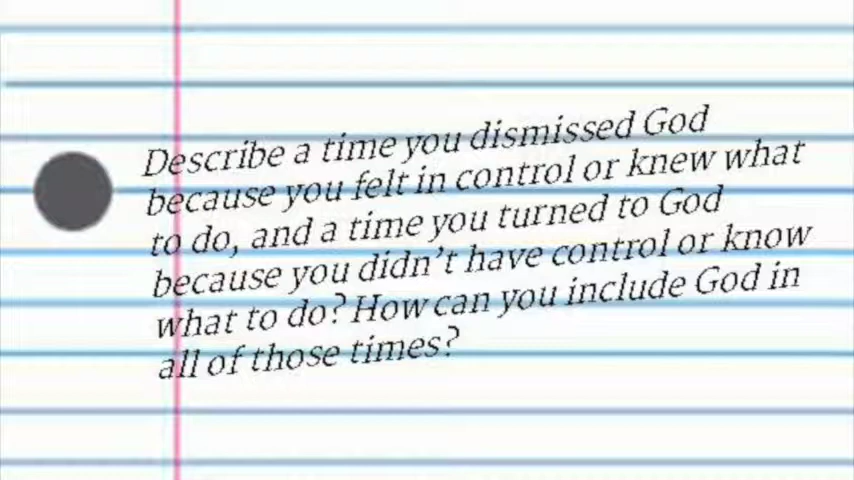 Describe a time you dismissed God
because you felt in control or knew what
to do, and a time you turned to God
because you didn't have control or know
what to do? How can you include God in
all of those times?